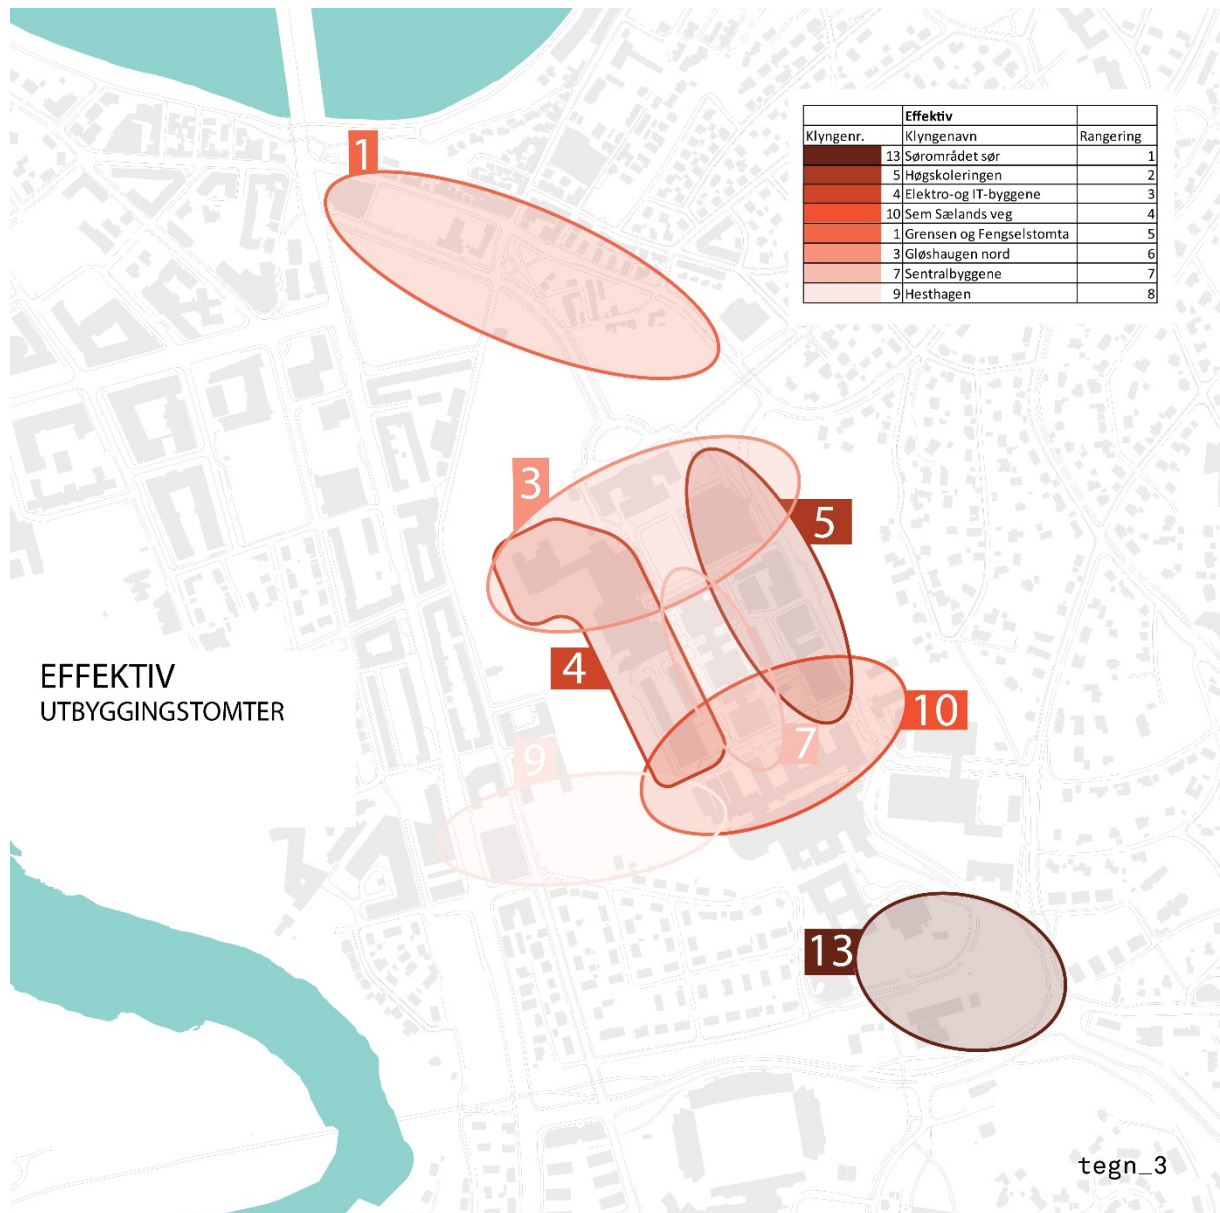 Effektiv
Klyngenr. Klyngenavn Rangering
13 Sørområdet sør 1
5 Høgskoleringen 2
4 Elektro-og IT-byggene 3
10 Sem Sælands veg 4
1 Grensen og Fengselstomta 5
3 Gløshaugen nord 6
7 Sentralbyggene 7
9 Hesthagen 8
1
3
5
4
10
7
9
13
EFFEKTIV
UTBYGGINGSTOMTER
tegn_3